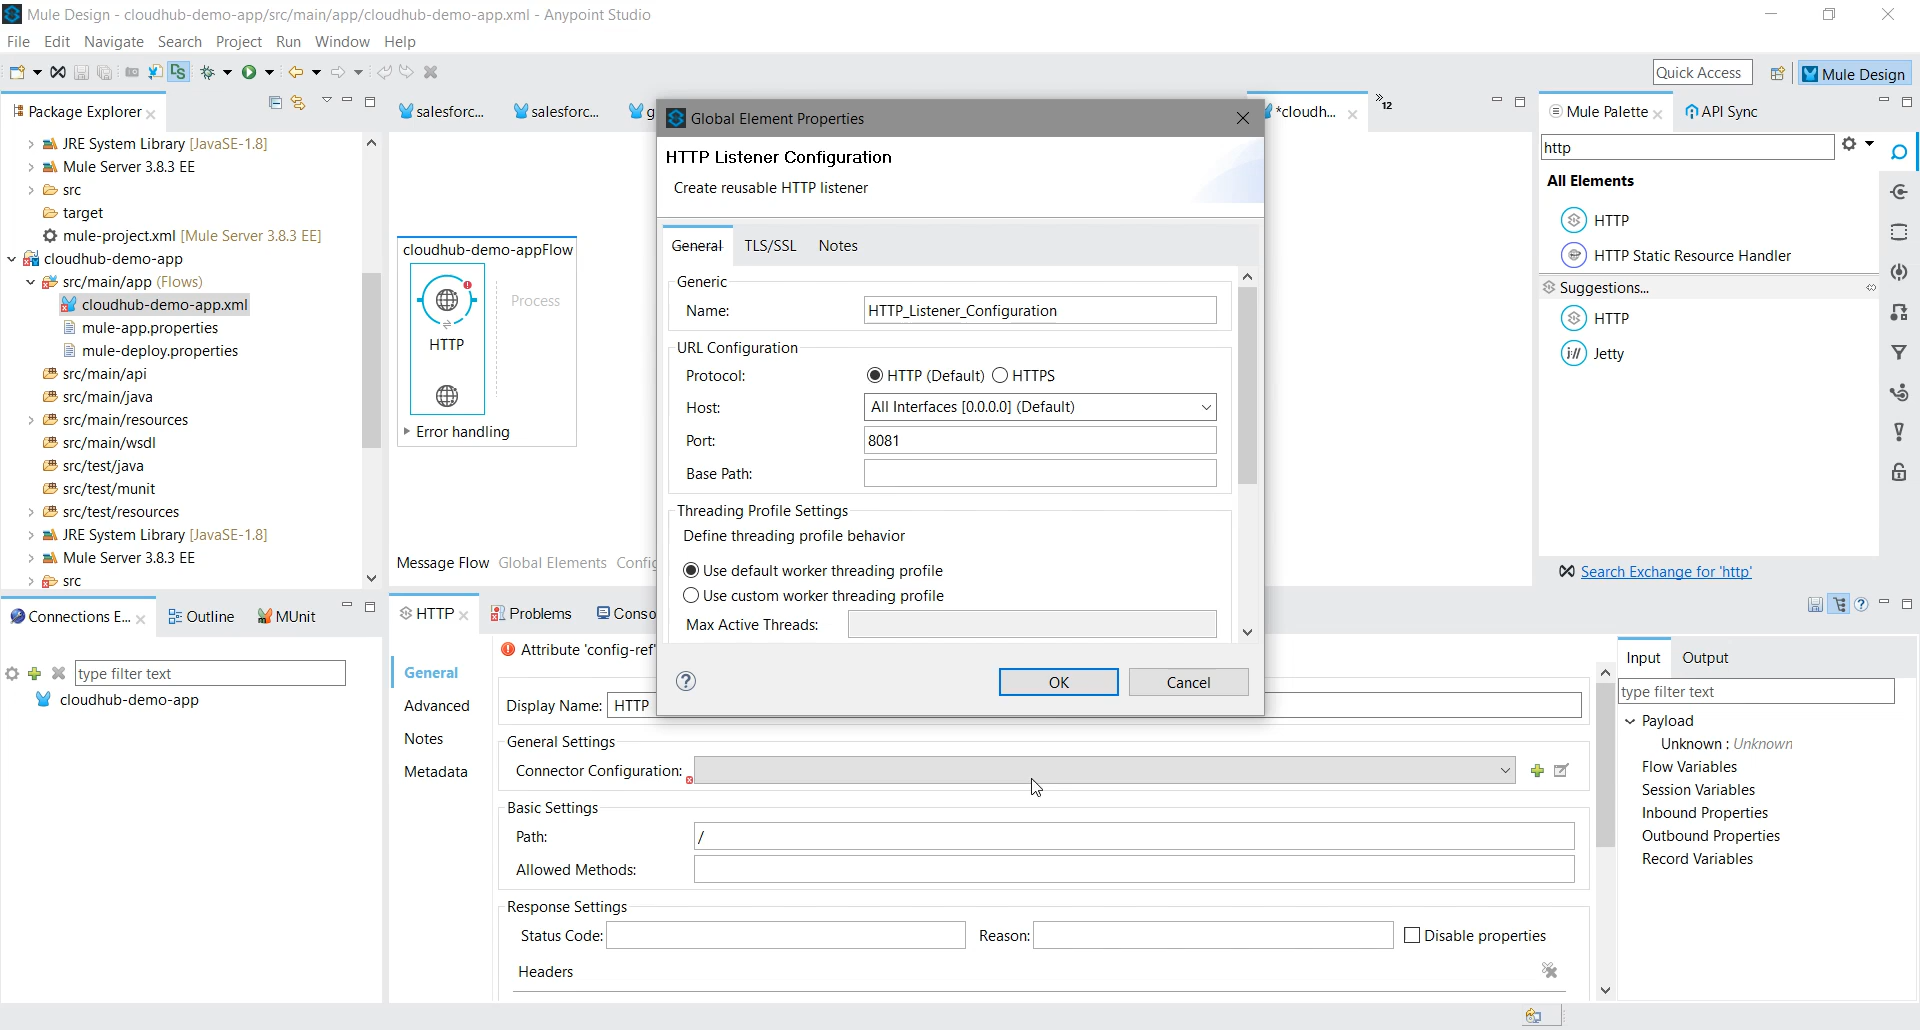 Mule Design - cloudhub-demo-app/src/main/app/cloudhub-demo-app.xml - Anypoint Studio
File Edit Navigate Search Project Run Window Help
Quick Access
Mule Design
Package Explorer
JRE System Library [JavaSE-1.8]
Mule Server 3.8.3 EE
src
target
mule-project.xml [Mule Server 3.8.3 EE]
cloudhub-demo-app
src/main/app (Flows)
cloudhub-demo-app.xml
mule-app.properties
mule-deploy.properties
src/main/api
src/main/java
src/main/resources
src/main/wsdl
src/test/java
src/test/munit
src/test/resources
JRE System Library [JavaSE-1.8]
Mule Server 3.8.3 EE
src
salesforc... salesforc... g
*cloudh... 12
cloudhub-demo-appFlow
Process
HTTP
Error handling
Message Flow Global Elements Config
Global Element Properties
HTTP Listener Configuration
Create reusable HTTP listener
General TLS/SSL Notes
Generic
Name: HTTP_Listener_Configuration
URL Configuration
Protocol: HTTP (Default) HTTPS
Host: All Interfaces [0.0.0.0] (Default)
Port: 8081
Base Path:
Threading Profile Settings
Define threading profile behavior
Use default worker threading profile
Use custom worker threading profile
Max Active Threads:
? OK Cancel
Mule Palette API Sync
http
All Elements
HTTP
HTTP Static Resource Handler
Suggestions...
HTTP
Jetty
Search Exchange for 'http'
Connections E... Outline MUnit
type filter text
cloudhub-demo-app
HTTP Problems Conso
General
Advanced
Notes
Metadata
Attribute 'config-ref'
Display Name: HTTP
General Settings
Connector Configuration:
Basic Settings
Path: /
Allowed Methods:
Response Settings
Status Code: Reason: Disable properties
Headers
Input Output
type filter text
Payload
Unknown : Unknown
Flow Variables
Session Variables
Inbound Properties
Outbound Properties
Record Variables